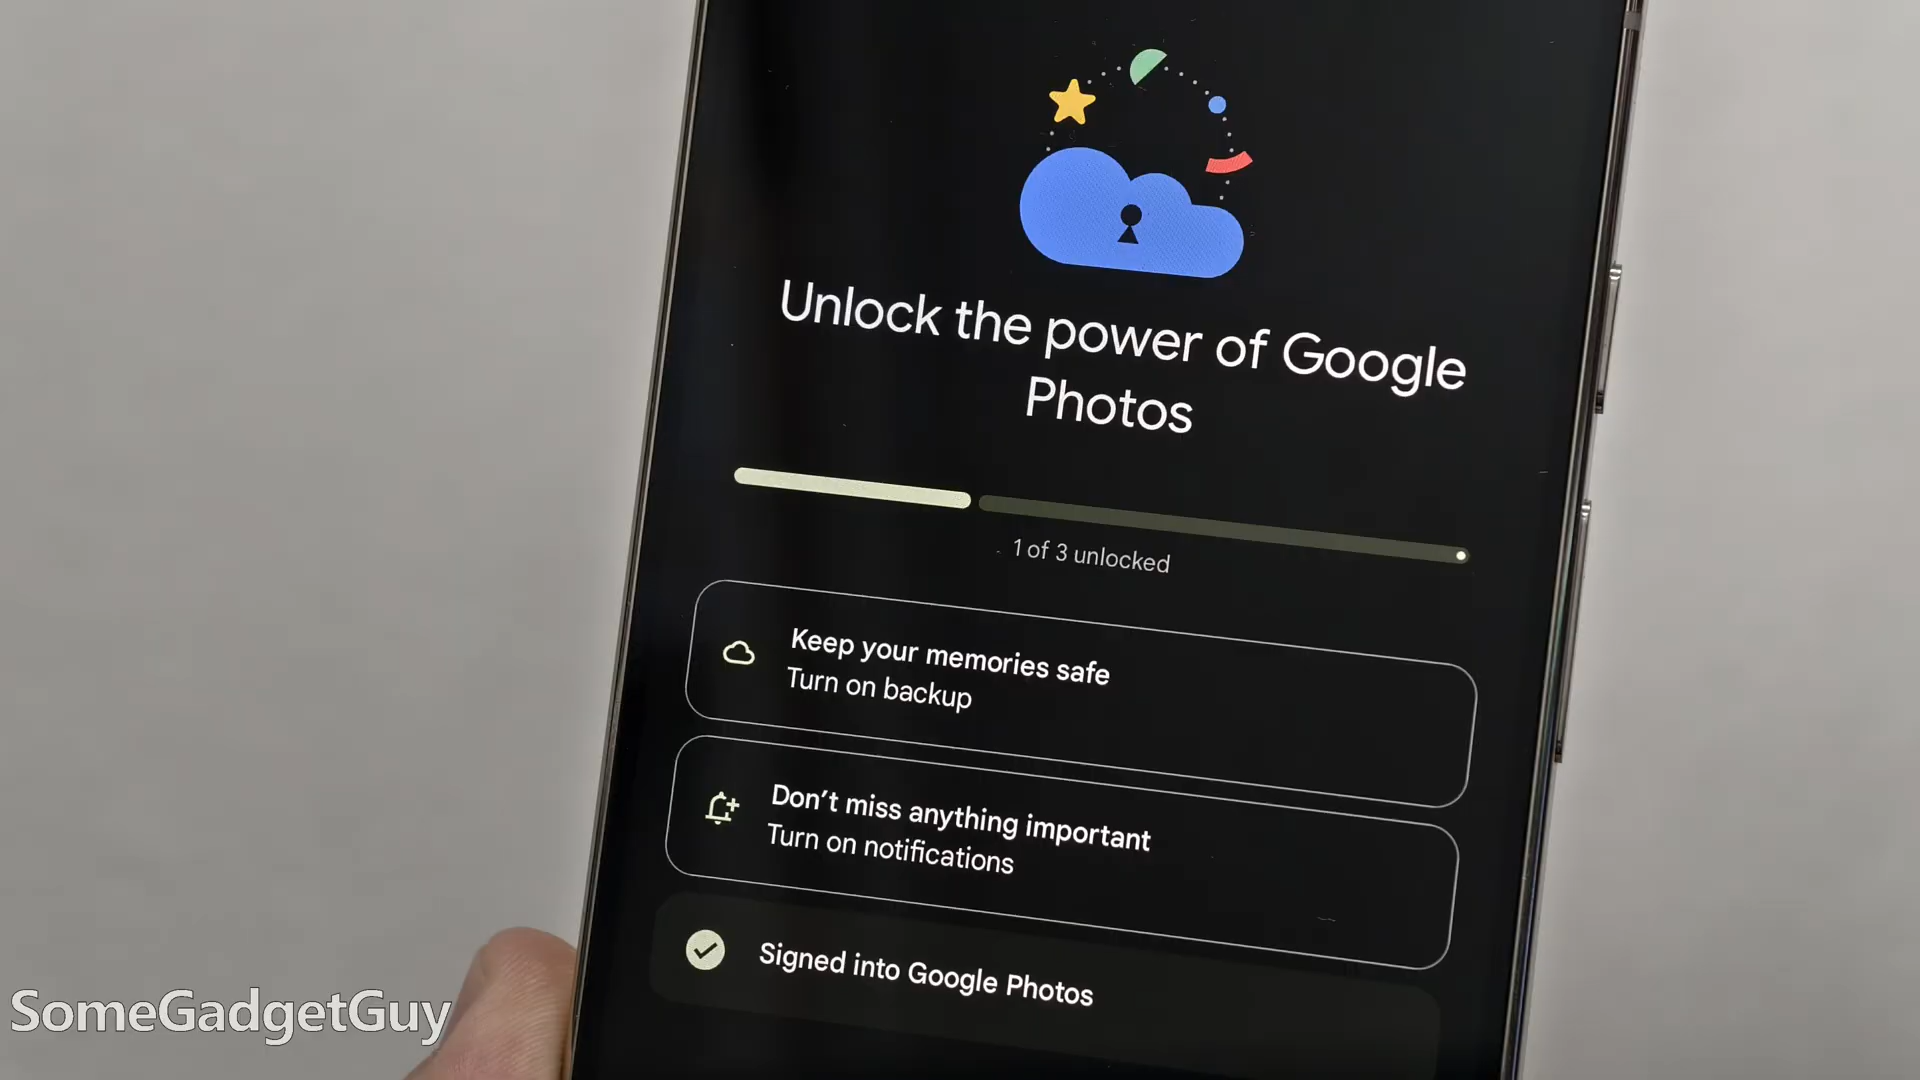 Unlock the power of Google
Photos
1 of 3 unlocked
Keep your memories safe
Turn on backup
Don’t miss anything important
Turn on notifications
Signed into Google Photos
SomeGadgetGuy